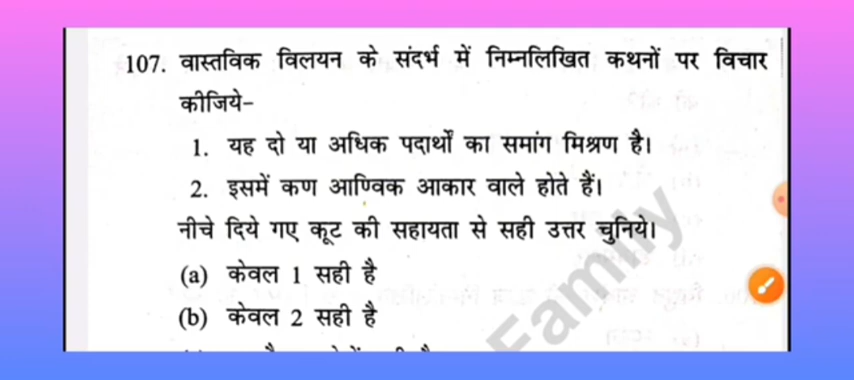 107. वास्तविक विलयन के संदर्भ में निम्नलिखित कथनों पर विचार
कीजिये–
1. यह दो या अधिक पदार्थों का समांग मिश्रण है।
2. इसमें कण आण्विक आकार वाले होते हैं।
नीचे दिये गए कूट की सहायता से सही उत्तर चुनिये।
(a) केवल 1 सही है
(b) केवल 2 सही है
Family